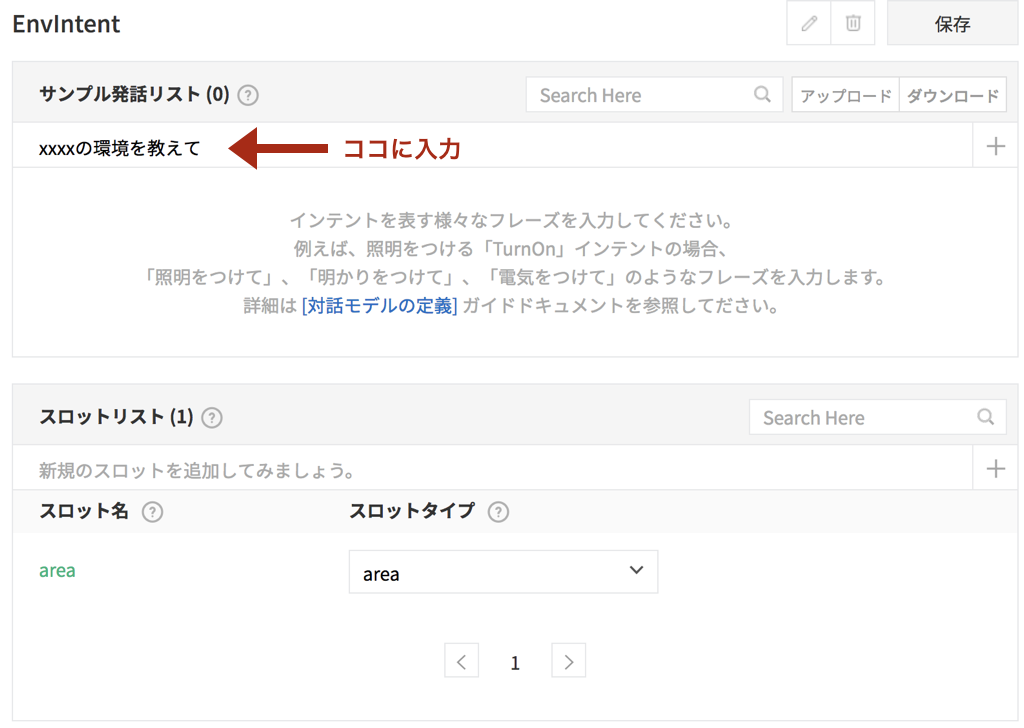 EnvIntent
保存
サンプル発話リスト (0) ?
Search Here
アップロード
ダウンロード
xxxxの環境を教えて
ココに入力
インテントを表す様々なフレーズを入力してください。
例えば、照明をつける「TurnOn」インテントの場合、
「照明をつけて」、「明かりをつけて」、「電気をつけて」のようなフレーズを入力します。
詳細は [対話モデルの定義] ガイドドキュメントを参照してださい。
スロットリスト (1) ?
Search Here
新規のスロットを追加してみましょう。
スロット名 ?
スロットタイプ ?
area
area
1